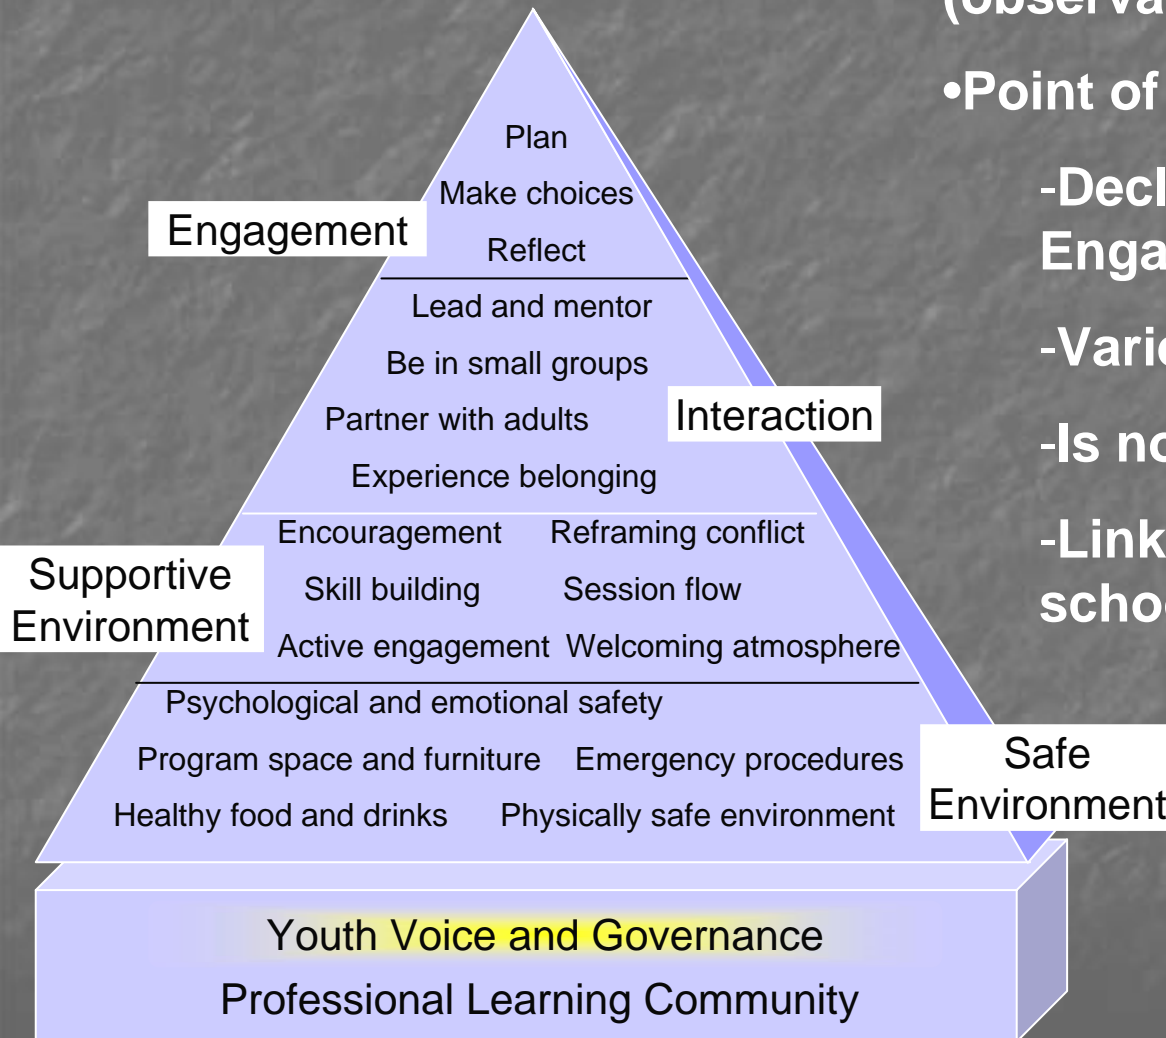 Plan
Make choices
Engagement
Reflect
Lead and mentor
Be in small groups
Partner with adults
Interaction
Experience belonging
Encouragement Reframing conflict
Supportive
Environment
Skill building Session flow
Active engagement Welcoming atmosphere
Psychological and emotional safety
Program space and furniture Emergency procedures
Safe
Environment
Healthy food and drinks Physically safe environment
Youth Voice and Governance
Professional Learning Community
•Point of
-
-
-Is
-Link